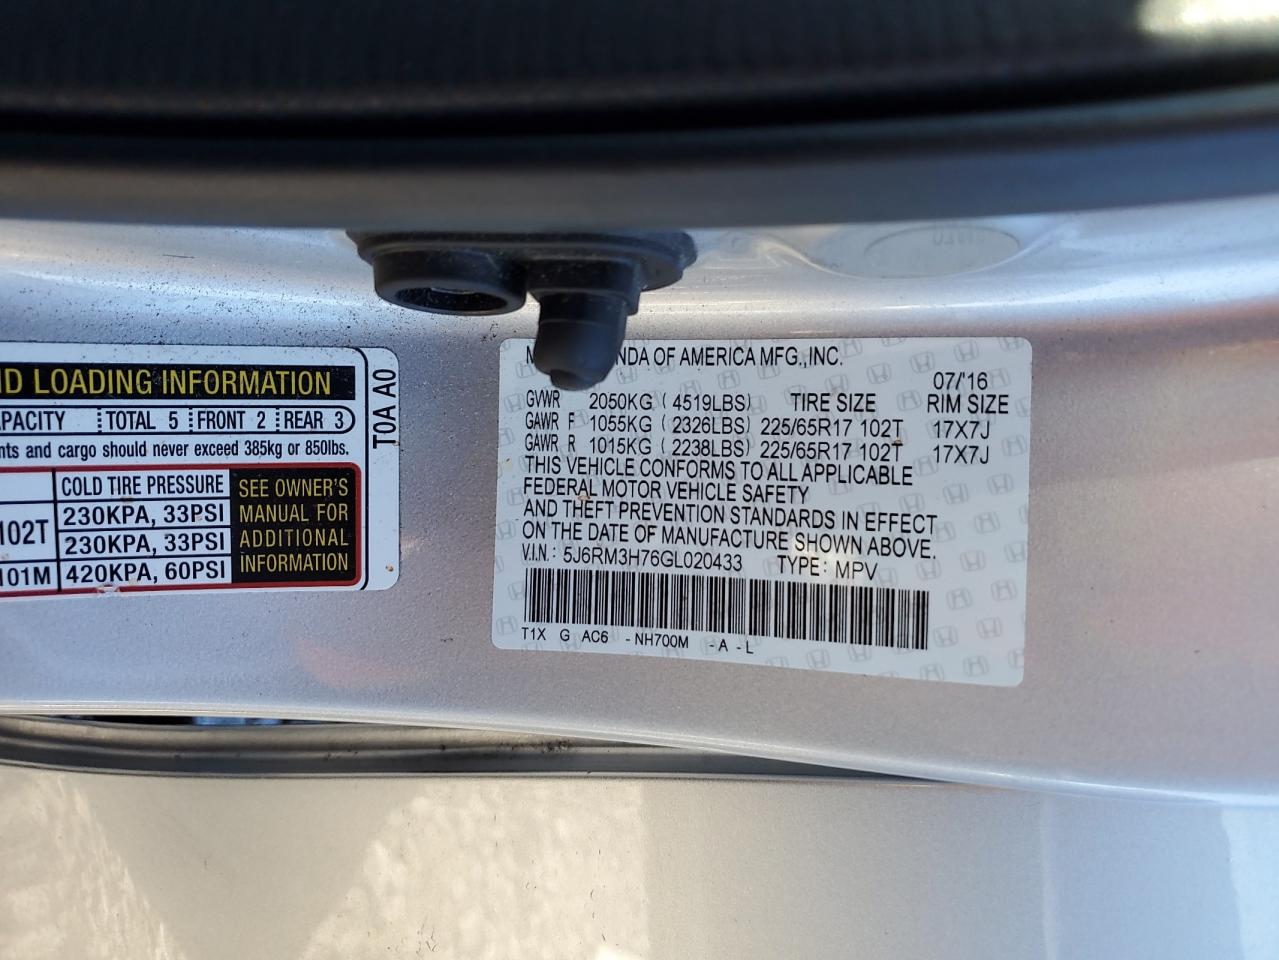 ND LOADING INFORMATION
APACITY TOTAL 5 FRONT 2 REAR 3
nts and cargo should never exceed 385kg or 850lbs.
COLD TIRE PRESSURE
102T 230KPA, 33PSI
230KPA, 33PSI
101M 420KPA, 60PSI
SEE OWNER'S
MANUAL FOR
ADDITIONAL
INFORMATION
T0A A0
NDA OF AMERICA MFG., INC.
07/'16
GVWR 2050KG ( 4519LBS) TIRE SIZE RIM SIZE
GAWR F 1055KG ( 2326LBS) 225/65R17 102T 17X7J
GAWR R 1015KG ( 2238LBS) 225/65R17 102T 17X7J
THIS VEHICLE CONFORMS TO ALL APPLICABLE
FEDERAL MOTOR VEHICLE SAFETY
AND THEFT PREVENTION STANDARDS IN EFFECT
ON THE DATE OF MANUFACTURE SHOWN ABOVE.
V.I.N.: 5J6RM3H76GL020433 TYPE: MPV
T1X G AC6 - NH700M - A - L